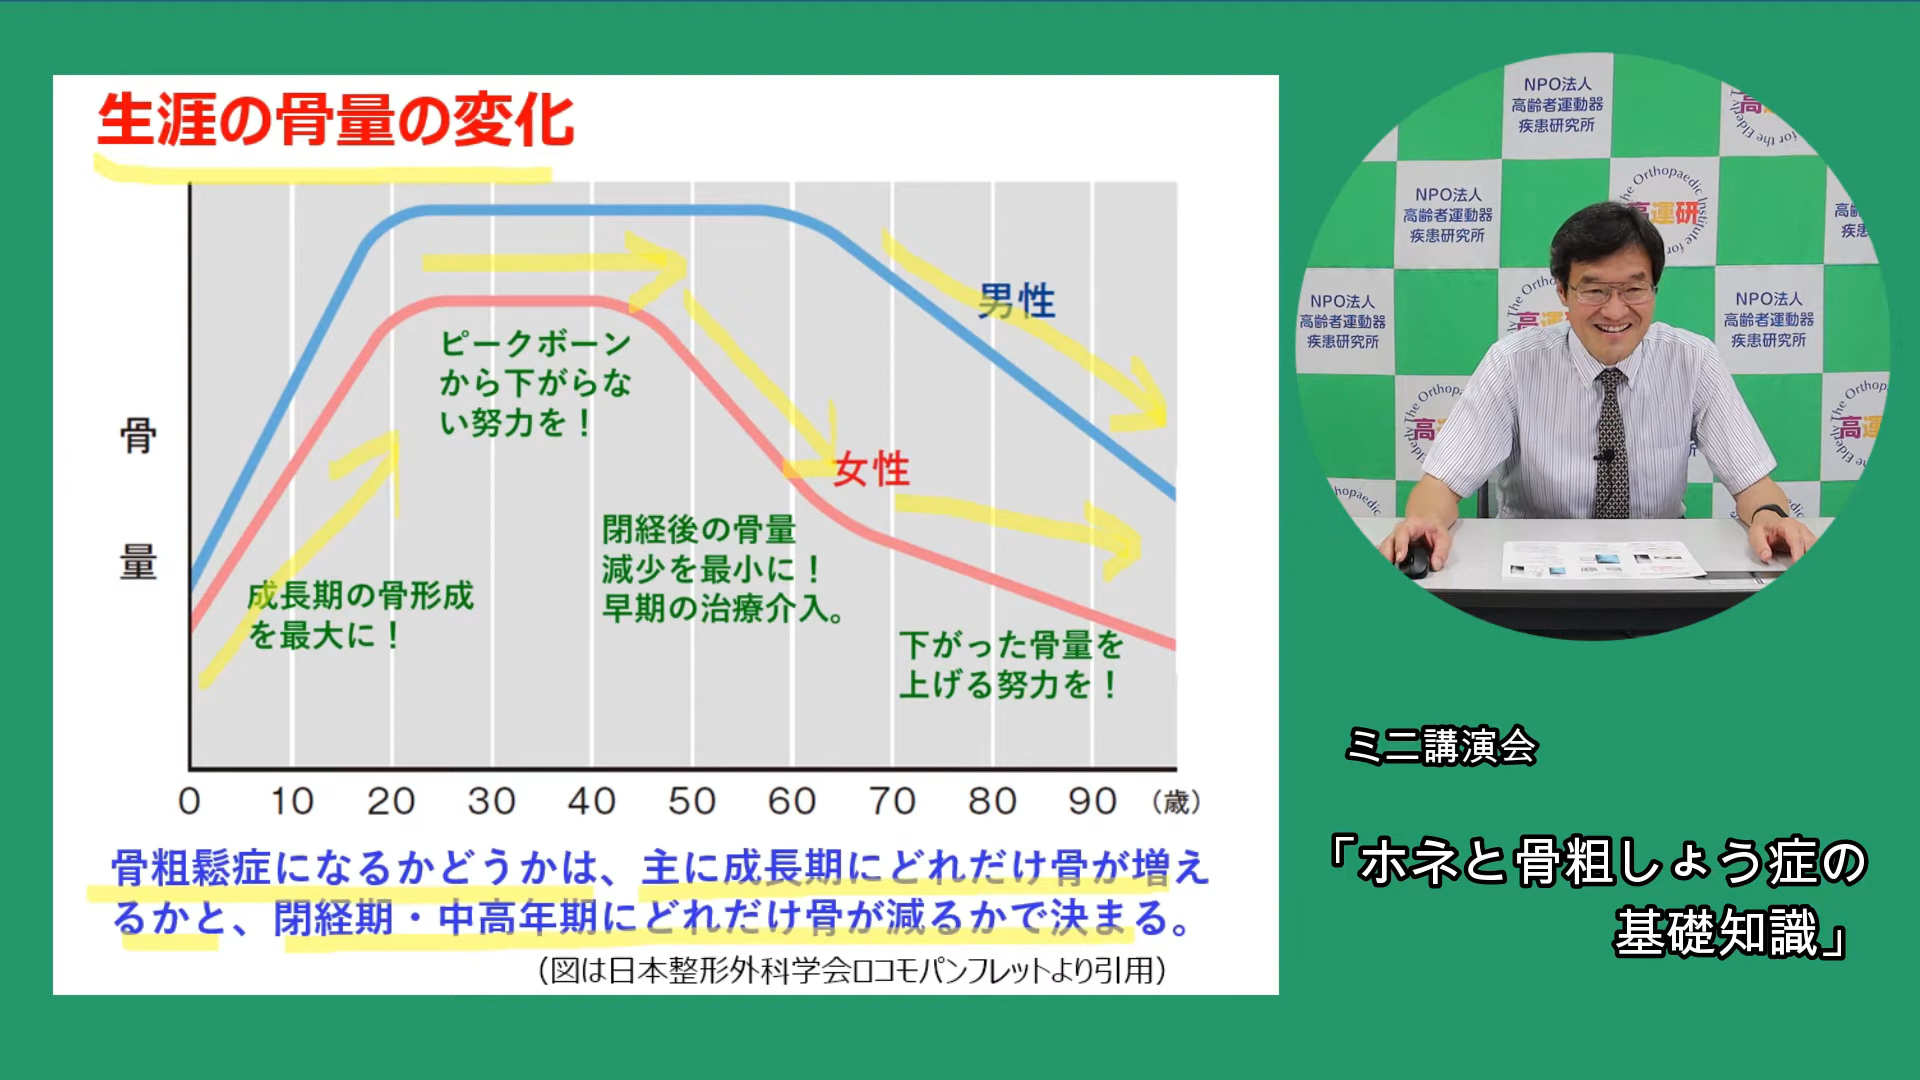 生涯の骨量の変化
骨
量
男性
女性
ピークボーン
から下がらな
い努力を！
成長期の骨形成
を最大に！
閉経後の骨量
減少を最小に！
早期の治療介入。
下がった骨量を
上げる努力を！
0 10 20 30 40 50 60 70 80 90 （歳）
骨粗鬆症になるかどうかは、主に成長期にどれだけ骨が増え
るかと、閉経期・中高年期にどれだけ骨が減るかで決まる。
（図は日本整形外科学会ロコモパンフレットより引用）
NPO法人
高齢者運動器
疾患研究所
NPO法人
高齢者運動器
疾患研究所
The Orthopaedic Institute for
高運研
NPO法人
高齢者運動器
疾患研究所
NPO法人
高齢者運動器
疾患研究所
ミニ講演会
「ホネと骨粗しょう症の
基礎知識」